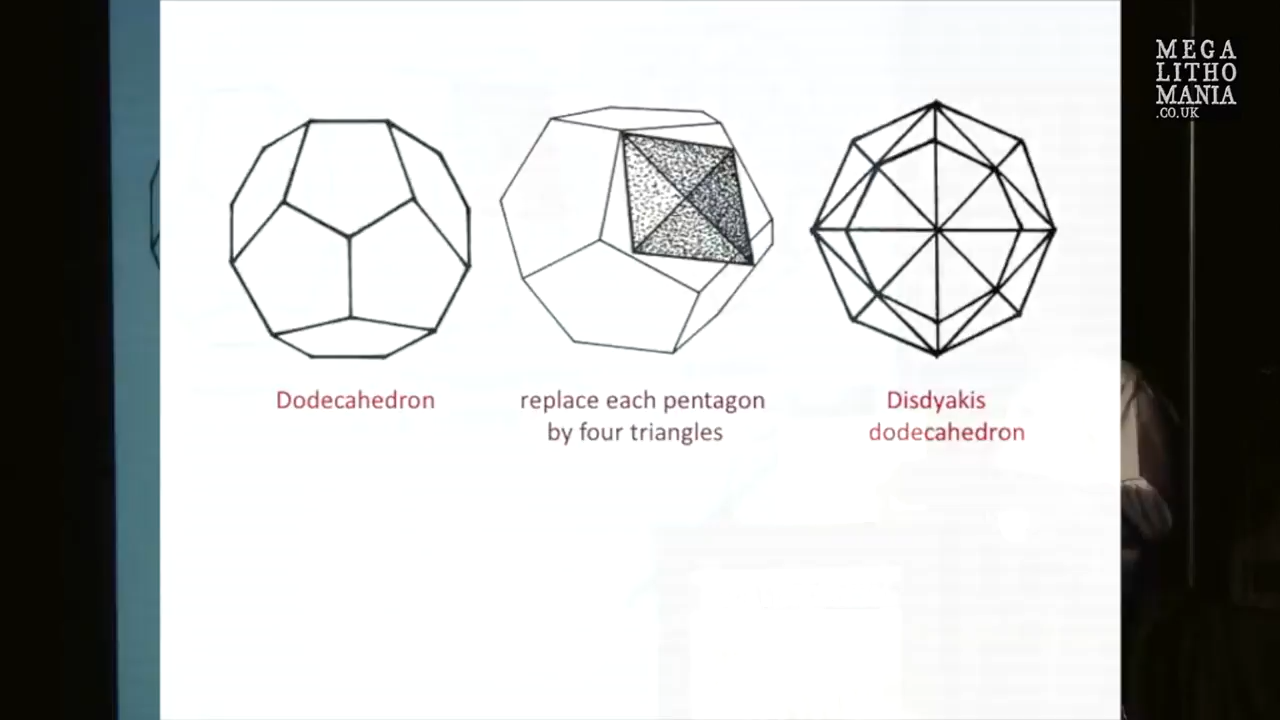 MEGA
LITHO
MANIA
.CO.UK
Dodecahedron
replace each pentagon
by four triangles
Disdyakis
dodecahedron